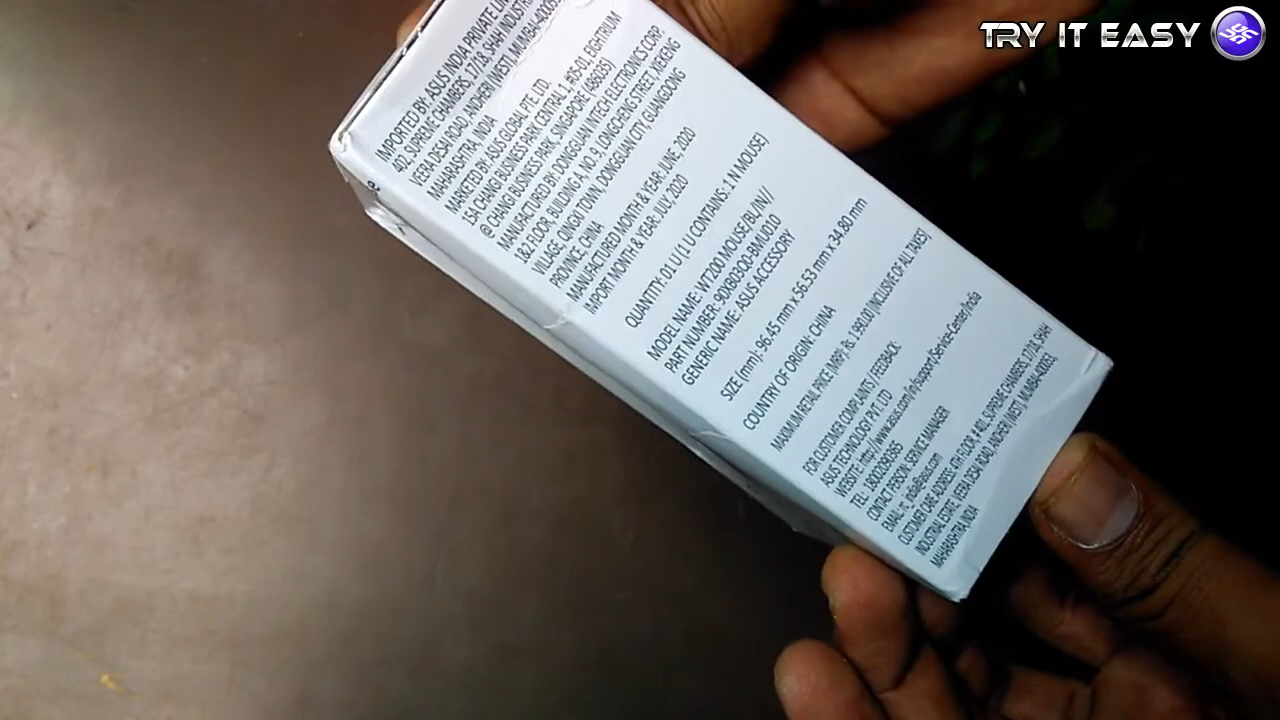 TRY IT EASY
IMPORTED BY: ASUS INDIA PRIVATE
402, SUPREME CHAMBERS, 17/18, SHAH INDUSTRI
VEERA DESAI ROAD, ANDHERI (WEST), MUMBAI-40005
MAHARASHTRA, INDIA
MARKETED BY: ASUS GLOBAL PTE. LTD.
15A CHANGI BUSINESS PARK CENTRAL 1, #05-01, EIGHTRIUM
@ CHANGI BUSINESS PARK, SINGAPORE (486035)
MANUFACTURED BY: DONGGUAN WINTECH ELECTRONICS CORP.
1&2 FLOOR, BUILDING A, NO. 9 LONGCHENG STREET, YEKENG
VILLAGE, QINGXI TOWN, DONGGUAN CITY, GUANGDONG
PROVINCE, CHINA
MANUFACTURED MONTH & YEAR: JUNE, 2020
IMPORT MONTH & YEAR: JULY, 2020
QUANTITY: 01 U (1 U CONTAINS: 1 N MOUSE)
MODEL NAME: WT200 MOUSE/BL/IN//
PART NUMBER: 90XB03Q0-BMU010
GENERIC NAME: ASUS ACCESSORY
SIZE (mm): 96.45 mm x 56.53 mm x 34.80 mm
COUNTRY OF ORIGIN: CHINA
MAXIMUM RETAIL PRICE (MRP): Rs. 1,999.00 (INCLUSIVE OF ALL TAXES)
FOR CUSTOMER COMPLAINTS / FEEDBACK:
ASUS TECHNOLOGY PVT. LTD
WEBSITE: http://www.asus.com/in/support/Service-Center/India
TEL: 18002090365
CONTACT PERSON: SERVICE MANAGER
EMAIL: rc_india@asus.com
CUSTOMER CARE ADDRESS: 4TH FLOOR, # 402, SUPREME CHAMBERS, 17/18, SHAH
INDUSTRIAL ESTATE, VEERA DESAI ROAD, ANDHERI (WEST), MUMBAI-400053,
MAHARASHTRA INDIA